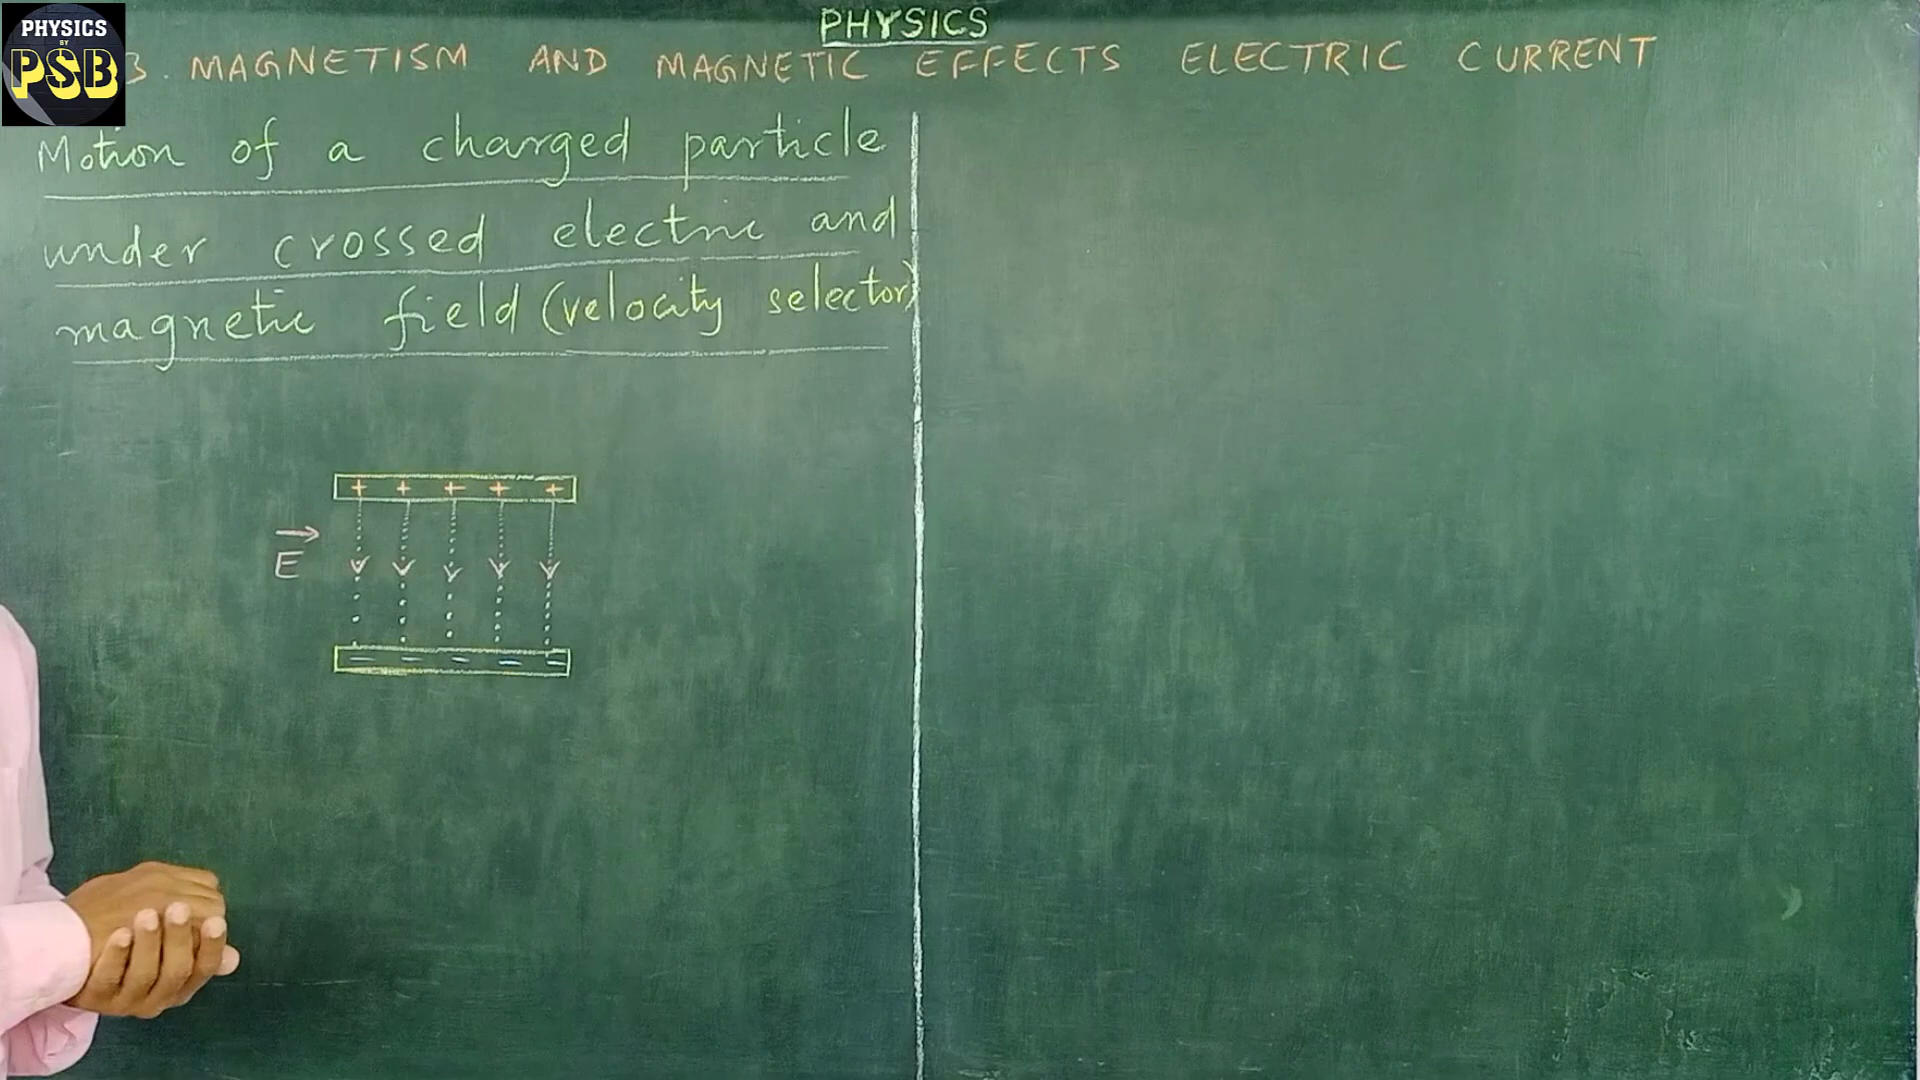 PHYSICS
BY
PSB
PHYSICS
3. MAGNETISM AND MAGNETIC EFFECTS ELECTRIC CURRENT
Motion of a charged particle
under crossed electric and
magnetic field (velocity selector)
+ + + + +
E
- - - - -